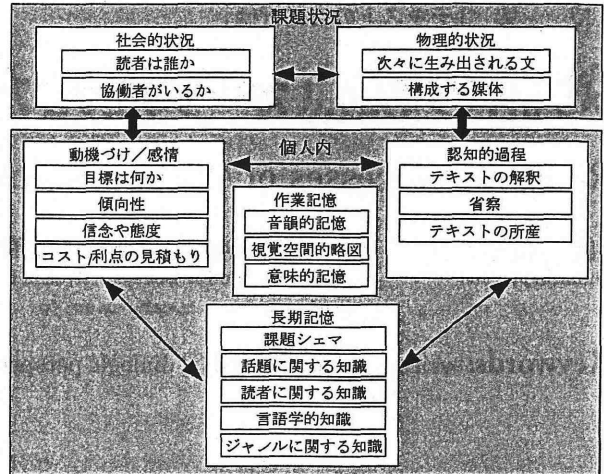 課題状況
社会的状況
読者は誰か
協働者がいるか
物理的状況
次々に生み出される文
構成する媒体
個人内
動機づけ／感情
目標は何か
傾向性
信念や態度
コスト/利点の見積もり
認知的過程
テキストの解釈
省察
テキストの所産
作業記憶
音韻的記憶
視覚空間的略図
意味的記憶
長期記憶
課題シェマ
話題に関する知識
読者に関する知識
言語学的知識
ジャンルに関する知識